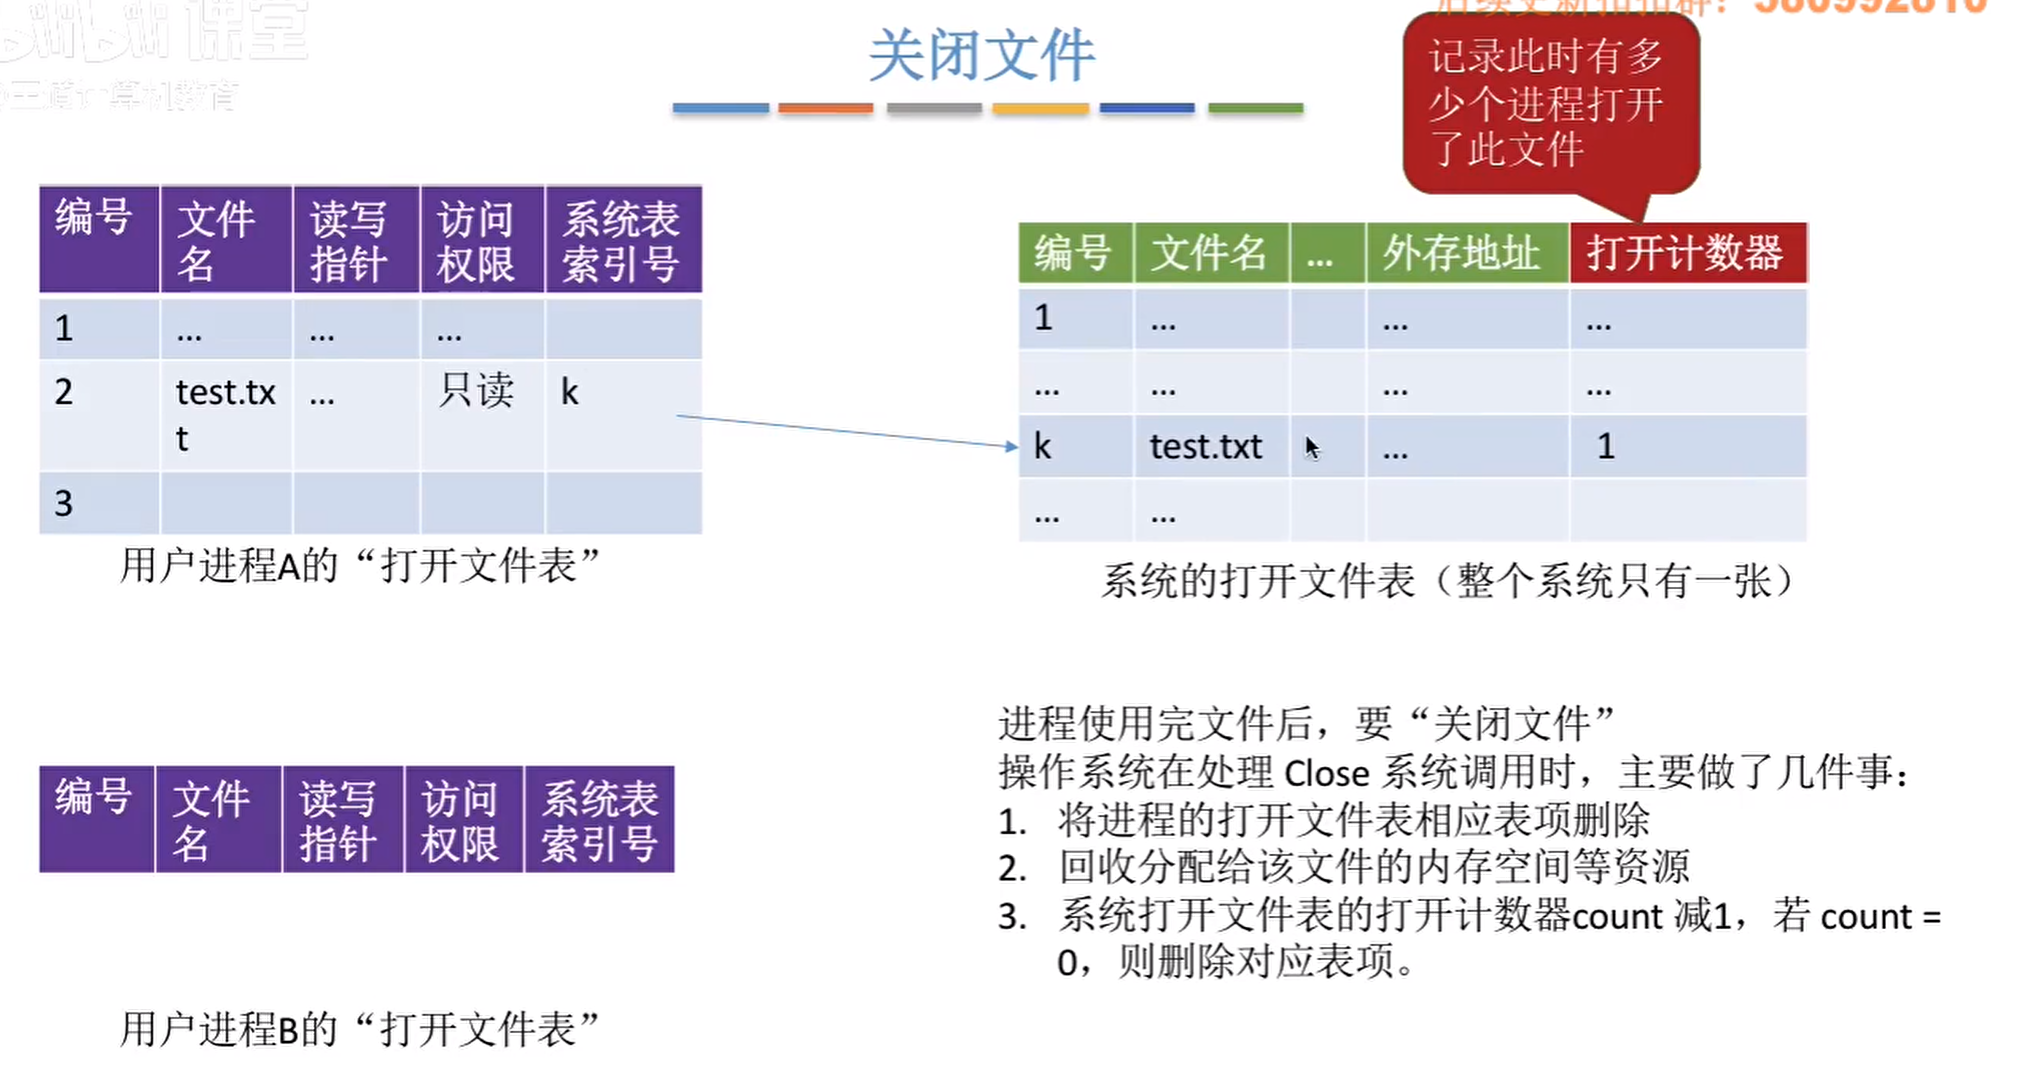 课堂
关闭文件
记录此时有多
少个进程打开
了此文件
编号 文件名 读写指针 访问权限 系统表索引号
1 ... ... ...
2 test.txt ... 只读 k
3
用户进程A的“打开文件表”
编号 文件名 ... 外存地址 打开计数器
1 ... ... ...
... ... ... ...
k test.txt ... 1
... ...
系统的打开文件表（整个系统只有一张）
编号 文件名 读写指针 访问权限 系统表索引号
用户进程B的“打开文件表”
进程使用完文件后，要“关闭文件”
操作系统在处理 Close 系统调用时，主要做了几件事：
1. 将进程的打开文件表相应表项删除
2. 回收分配给该文件的内存空间等资源
3. 系统打开文件表的打开计数器count 减1，若 count =
0，则删除对应表项。